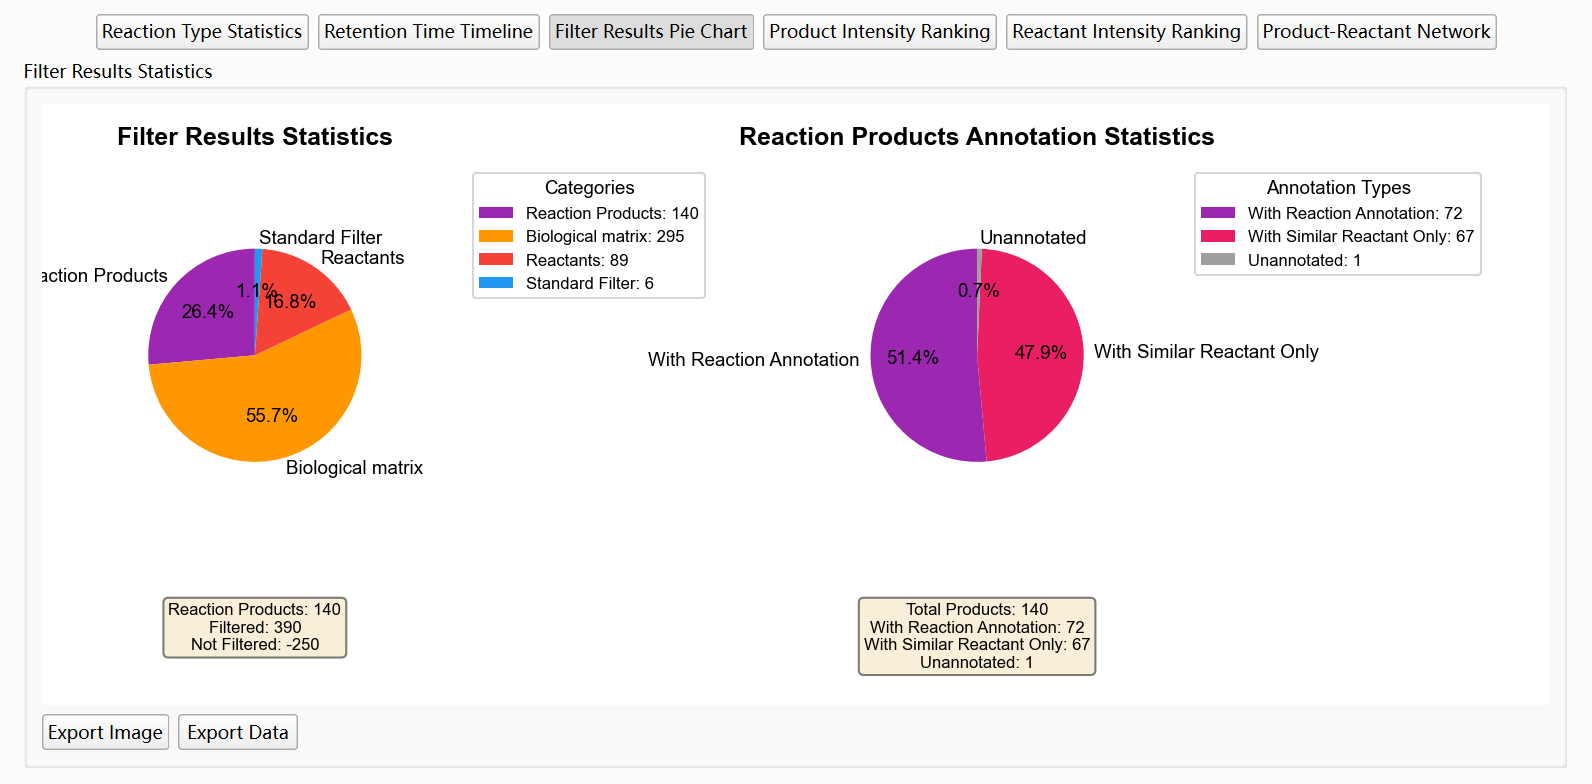 Reaction Type Statistics
Retention Time Timeline
Filter Results Pie Chart
Product Intensity Ranking
Reactant Intensity Ranking
Product-Reactant Network
Filter Results Statistics
Filter Results Statistics
Categories
Reaction Products: 140
Biological matrix: 295
Reactants: 89
Standard Filter: 6
Standard Filter
Reactants
action Products
1.1%
16.8%
26.4%
55.7%
Biological matrix
Reaction Products: 140
Filtered: 390
Not Filtered: -250
Reaction Products Annotation Statistics
Annotation Types
With Reaction Annotation: 72
With Similar Reactant Only: 67
Unannotated: 1
Unannotated
0.7%
With Reaction Annotation
51.4%
47.9%
With Similar Reactant Only
Total Products: 140
With Reaction Annotation: 72
With Similar Reactant Only: 67
Unannotated: 1
Export Image
Export Data